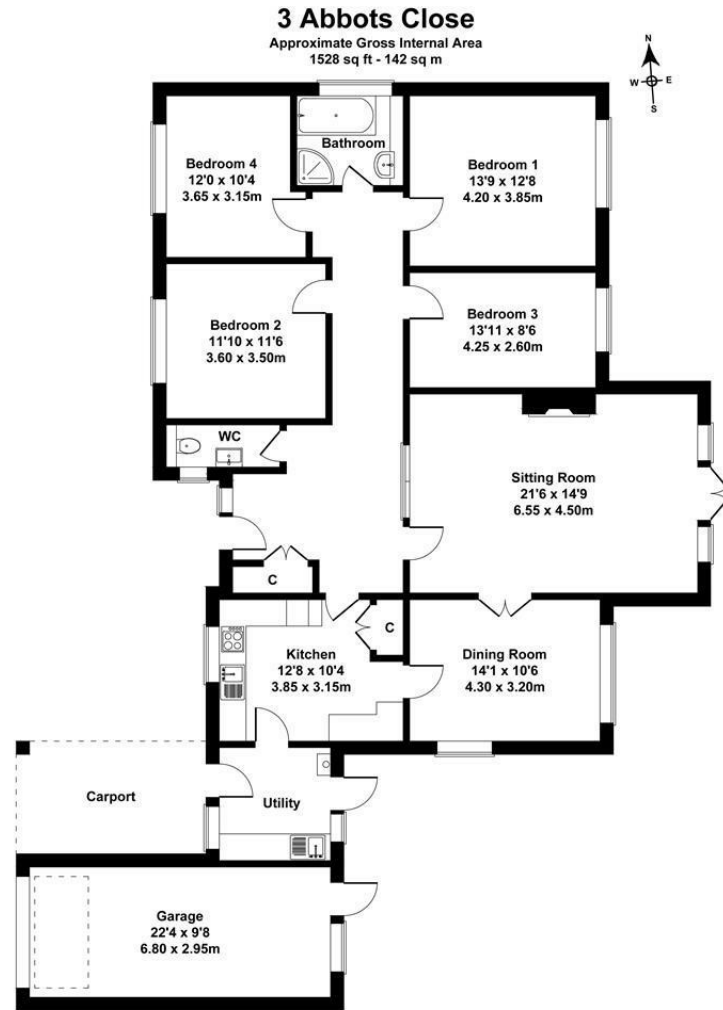 3 Abbots Close
Approximate Gross Internal Area
1528 sq ft - 142 sq m
N
W E
S
Bathroom
Bedroom 4
12'0 x 10'4
3.65 x 3.15m
Bedroom 1
13'9 x 12'8
4.20 x 3.85m
Bedroom 2
11'10 x 11'6
3.60 x 3.50m
Bedroom 3
13'11 x 8'6
4.25 x 2.60m
WC
Sitting Room
21'6 x 14'9
6.55 x 4.50m
C
C
Kitchen
12'8 x 10'4
3.85 x 3.15m
Dining Room
14'1 x 10'6
4.30 x 3.20m
Carport
Utility
Garage
22'4 x 9'8
6.80 x 2.95m